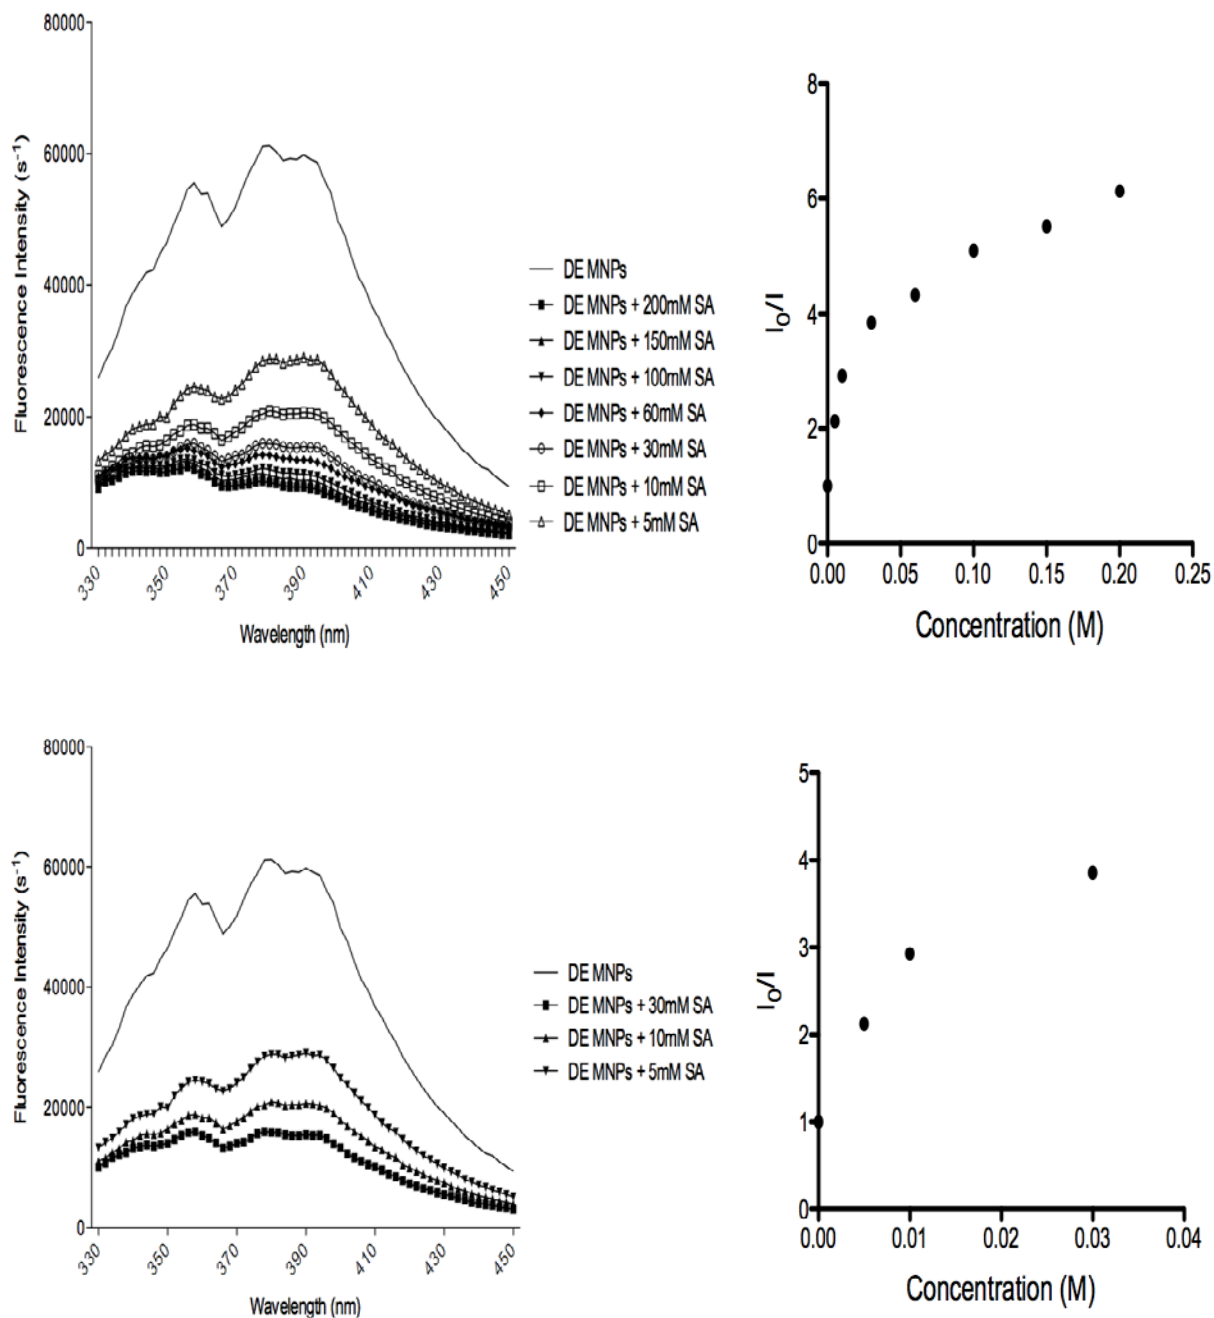 80000
60000
40000
20000
0
Fluorescence Intensity (s⁻¹)
330
350
370
390
410
430
450
Wavelength (nm)
DE MNPs
DE MNPs + 200mM SA
DE MNPs + 150mM SA
DE MNPs + 100mM SA
DE MNPs + 60mM SA
DE MNPs + 30mM SA
DE MNPs + 10mM SA
DE MNPs + 5mM SA
8
6
4
2
0
I₀/I
0.00
0.05
0.10
0.15
0.20
0.25
Concentration (M)
80000
60000
40000
20000
0
Fluorescence Intensity (s⁻¹)
330
350
370
390
410
430
450
Wavelength (nm)
DE MNPs
DE MNPs + 30mM SA
DE MNPs + 10mM SA
DE MNPs + 5mM SA
5
4
3
2
1
0
I₀/I
0.00
0.01
0.02
0.03
0.04
Concentration (M)